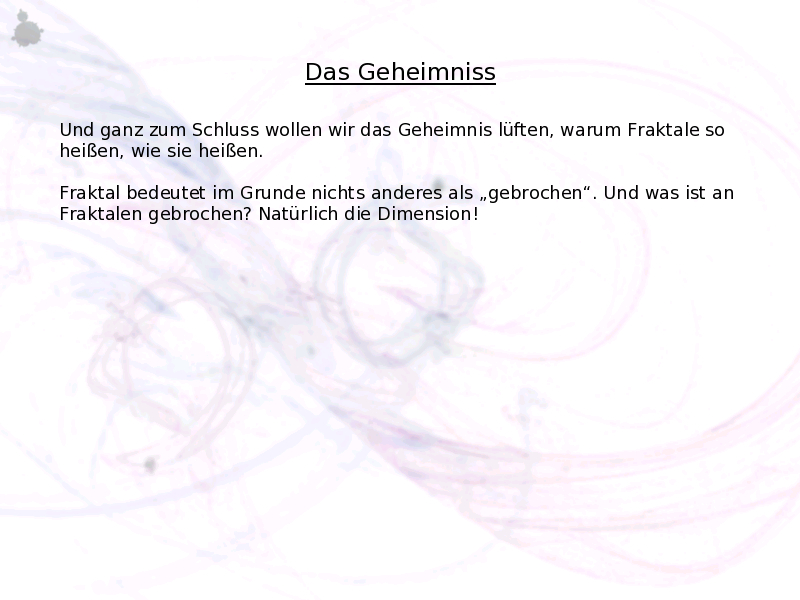 Das Geheimniss
Und ganz zum Schluss wollen wir das Geheimnis lüften, warum Fraktale so
heißen, wie sie heißen.
Fraktal bedeutet im Grunde nichts anderes als „gebrochen“. Und was ist an
Fraktalen gebrochen? Natürlich die Dimension!